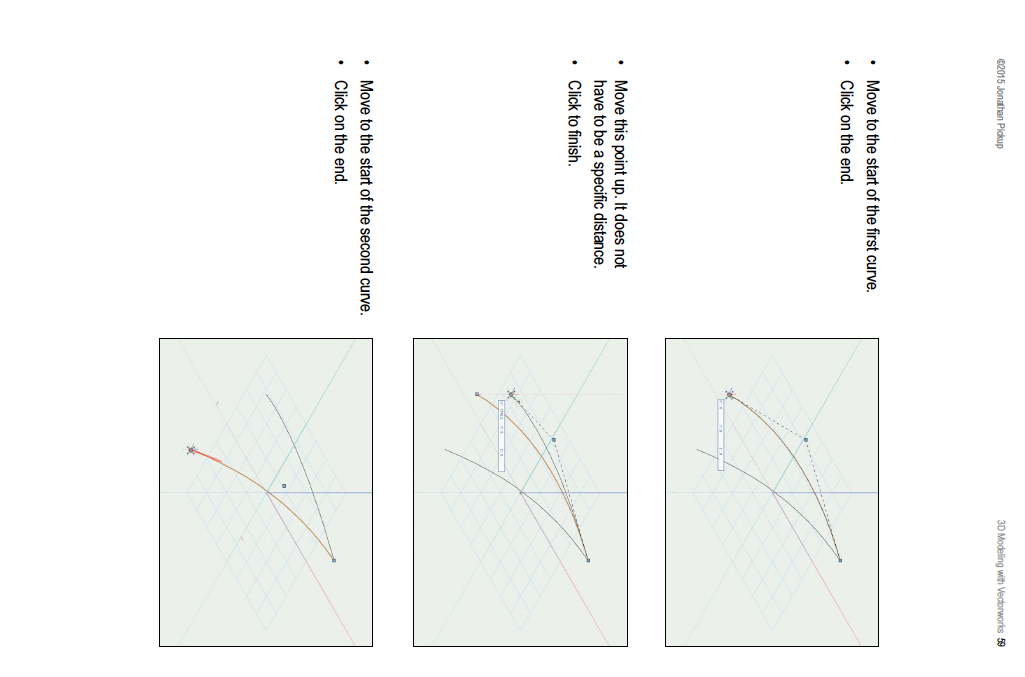 • Move to the start of the first curve.
• Click on the end.
• Move this point up. It does not
have to be a specific distance.
• Click to finish.
• Move to the start of the second curve.
• Click on the end.
©2015 Jonathan Pickup
3D Modeling with Vectorworks 59